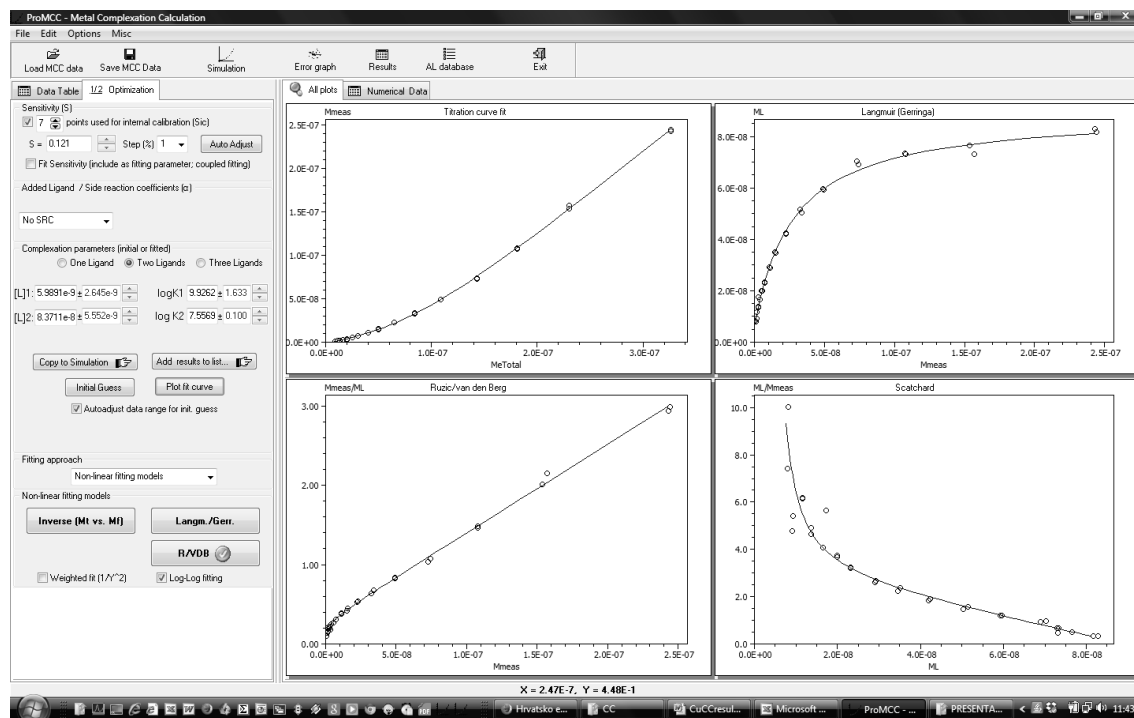 ProMCC - Metal Complexation Calculation
File Edit Options Misc
Load MCC data Save MCC Data Simulation Error graph Results AL database Exit
Data Table 1/2 Optimization
Sensitivity (S)
7 points used for internal calibration (Sic)
S = 0.121 Step (%) 1 Auto Adjust
Fit Sensitivity (include as fitting parameter; coupled fitting)
Added Ligand / Side reaction coefficients (α)
No SRC
Complexation parameters (initial or fitted)
One Ligand Two Ligands Three Ligands
[L]1: 5.9891e-9 ± 2.645e-9 logK1 9.9262 ± 1.633
[L]2: 8.3711e-8 ± 5.552e-9 log K2 7.5569 ± 0.100
Copy to Simulation Add results to list...
Initial Guess Plot fit curve
Autoadjust data range for init. guess
Fitting approach
Non-linear fitting models
Non-linear fitting models
Inverse (Mt vs. Mf) Langm./Gerr.
R/VDB
Weighted fit (1/Y^2) Log-Log fitting
All plots Numerical Data
Mmeas Titration curve fit
2.5E-07
2.0E-07
1.5E-07
1.0E-07
5.0E-08
0.0E+00
0.0E+00 1.0E-07 2.0E-07 3.0E-07
MeTotal
ML Langmuir (Gerringa)
8.0E-08
6.0E-08
4.0E-08
2.0E-08
0.0E+00
0.0E+00 5.0E-08 1.0E-07 1.5E-07 2.0E-07 2.5E-07
Mmeas
Mmeas/ML Ruzic/van den Berg
3.00
2.00
1.00
0.00
0.0E+00 5.0E-08 1.0E-07 1.5E-07 2.0E-07 2.5E-07
Mmeas
ML/Mmeas Scatchard
10.0
8.0
6.0
4.0
2.0
0.0
0.0E+00 2.0E-08 4.0E-08 6.0E-08 8.0E-08
ML
X = 2.47E-7, Y = 4.48E-1
Hrvatsko e... CC CuCCresul... Microsoft ... ProMCC - ... PRESENTA... 11:43